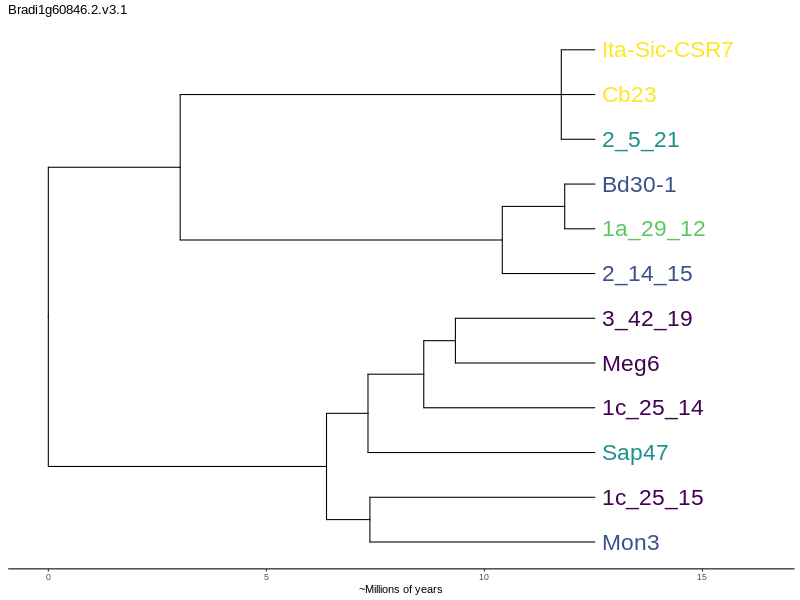 Bradi1g60846.2.v3.1
Ita-Sic-CSR7
Cb23
2_5_21
Bd30-1
1a_29_12
2_14_15
3_42_19
Meg6
1c_25_14
Sap47
1c_25_15
Mon3
0 5 10 15
~Millions of years